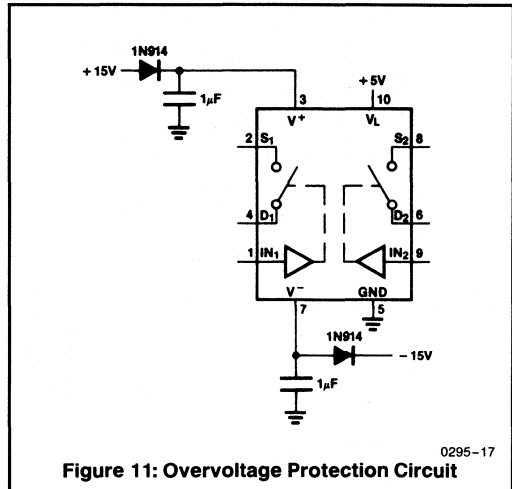 1N914
+15V
1µF
+5V
3
10
V+
VL
2
S1
S2
8
4
D1
D2
6
1
IN1
IN2
9
V−
GND
7
5
1N914
−15V
1µF
0295-17
Figure 11: Overvoltage Protection Circuit